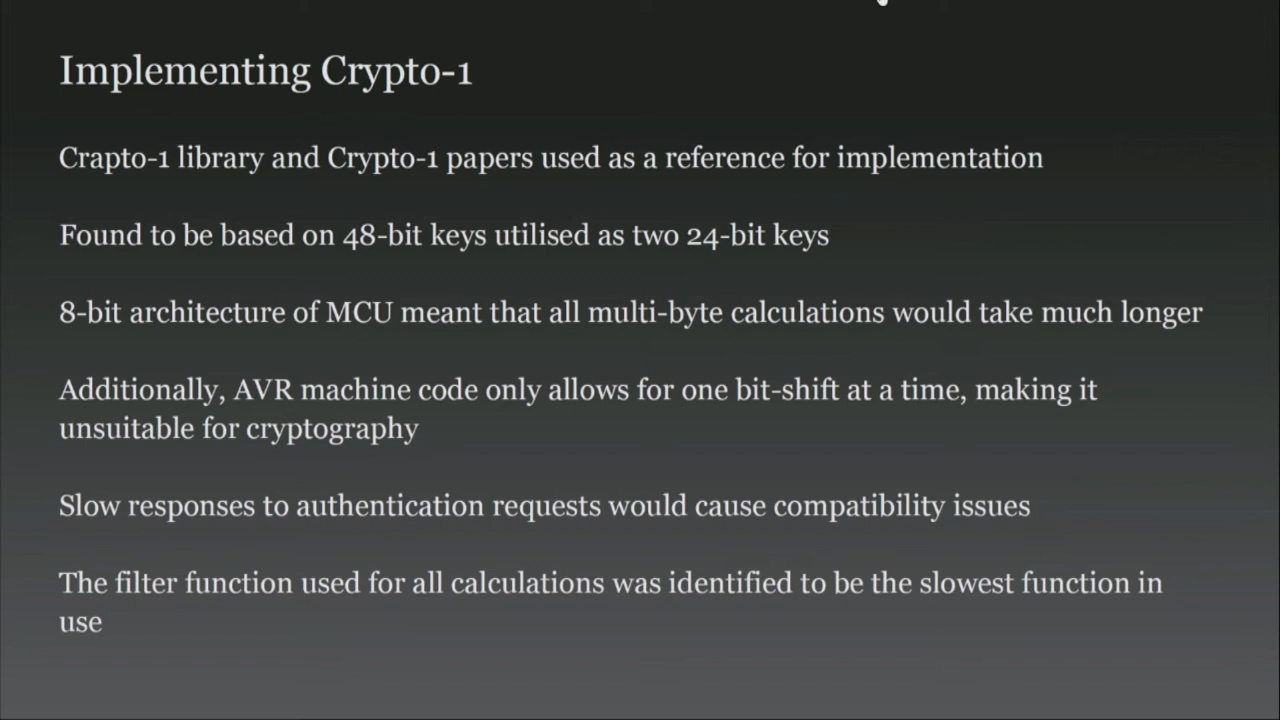 Implementing Crypto-1
Crapto-1 library and Crypto-1 papers used as a reference for implementation
Found to be based on 48-bit keys utilised as two 24-bit keys
8-bit architecture of MCU meant that all multi-byte calculations would take much longer
Additionally, AVR machine code only allows for one bit-shift at a time, making it
unsuitable for cryptography
Slow responses to authentication requests would cause compatibility issues
The filter function used for all calculations was identified to be the slowest function in
use